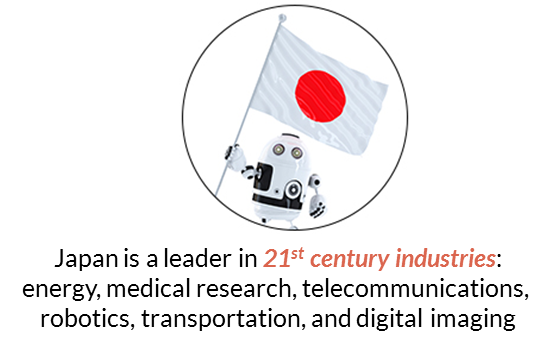 Japan is a leader in 21st century industries:
energy, medical research, telecommunications,
robotics, transportation, and digital imaging